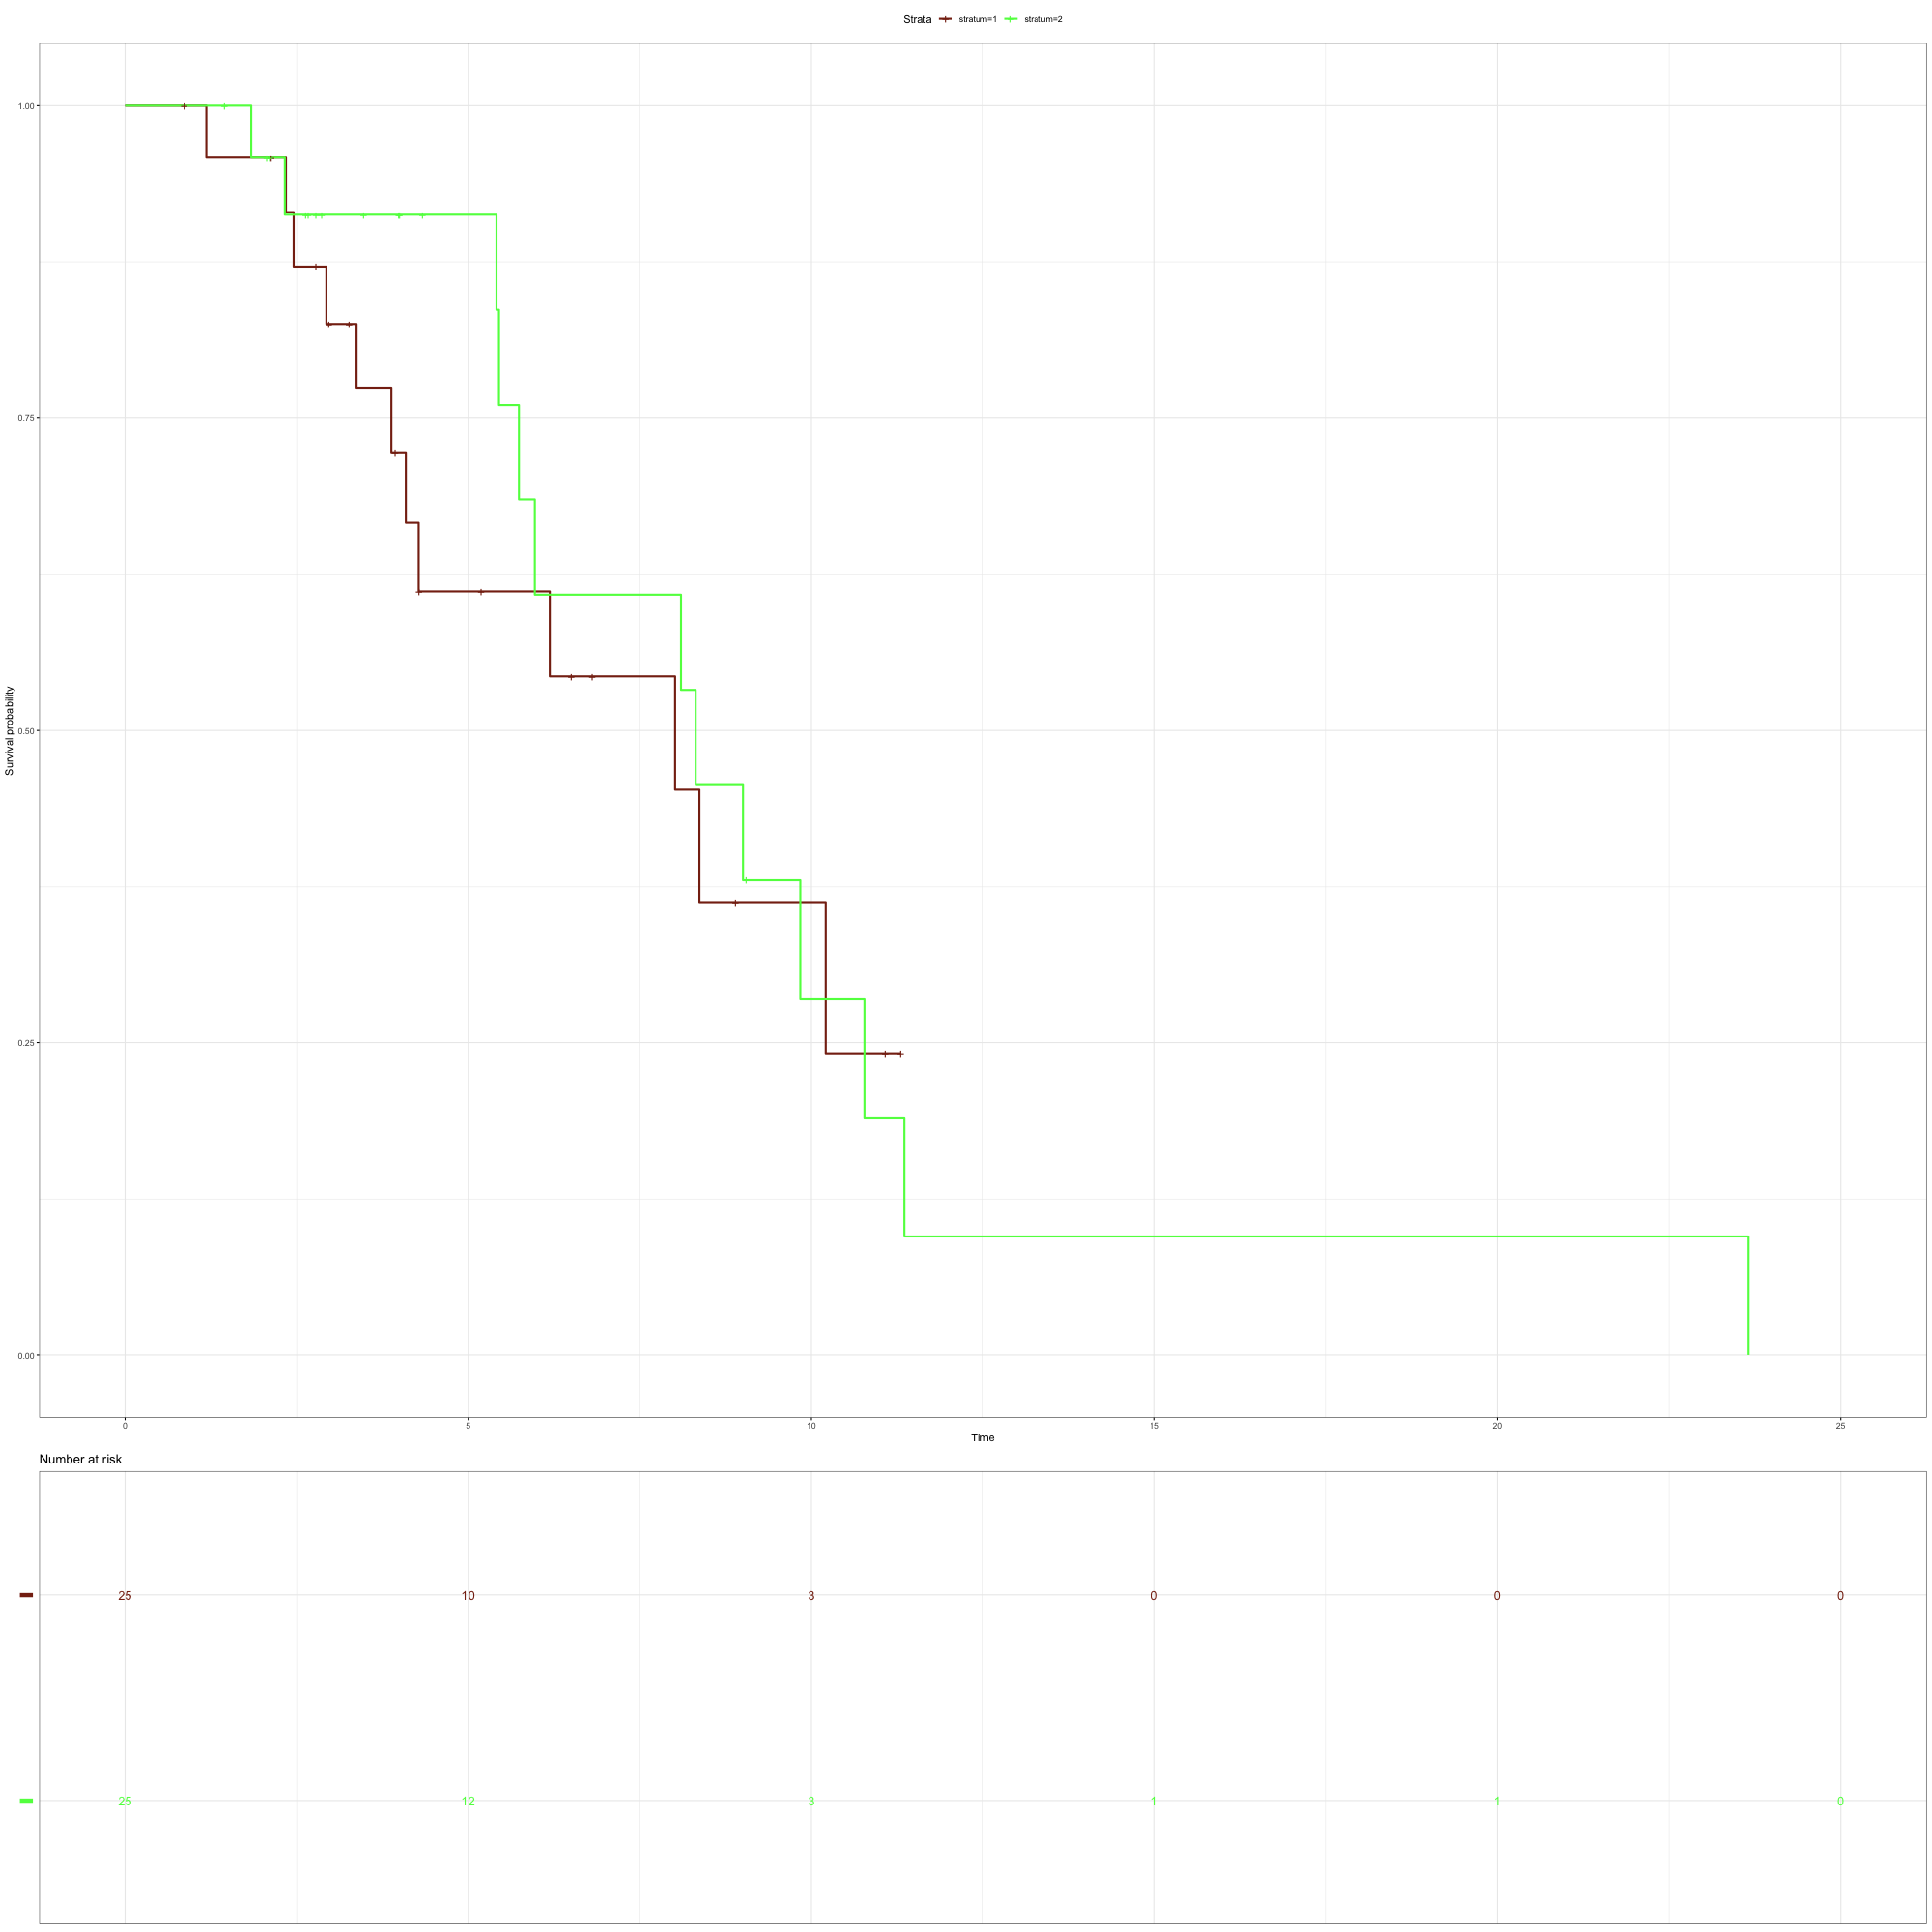 Strata stratum=1 stratum=2
1.00
0.75
0.50
0.25
0.00
Survival probability
0 5 10 15 20 25
Time
Number at risk
25 10 3 0 0 0
25 12 3 1 1 0